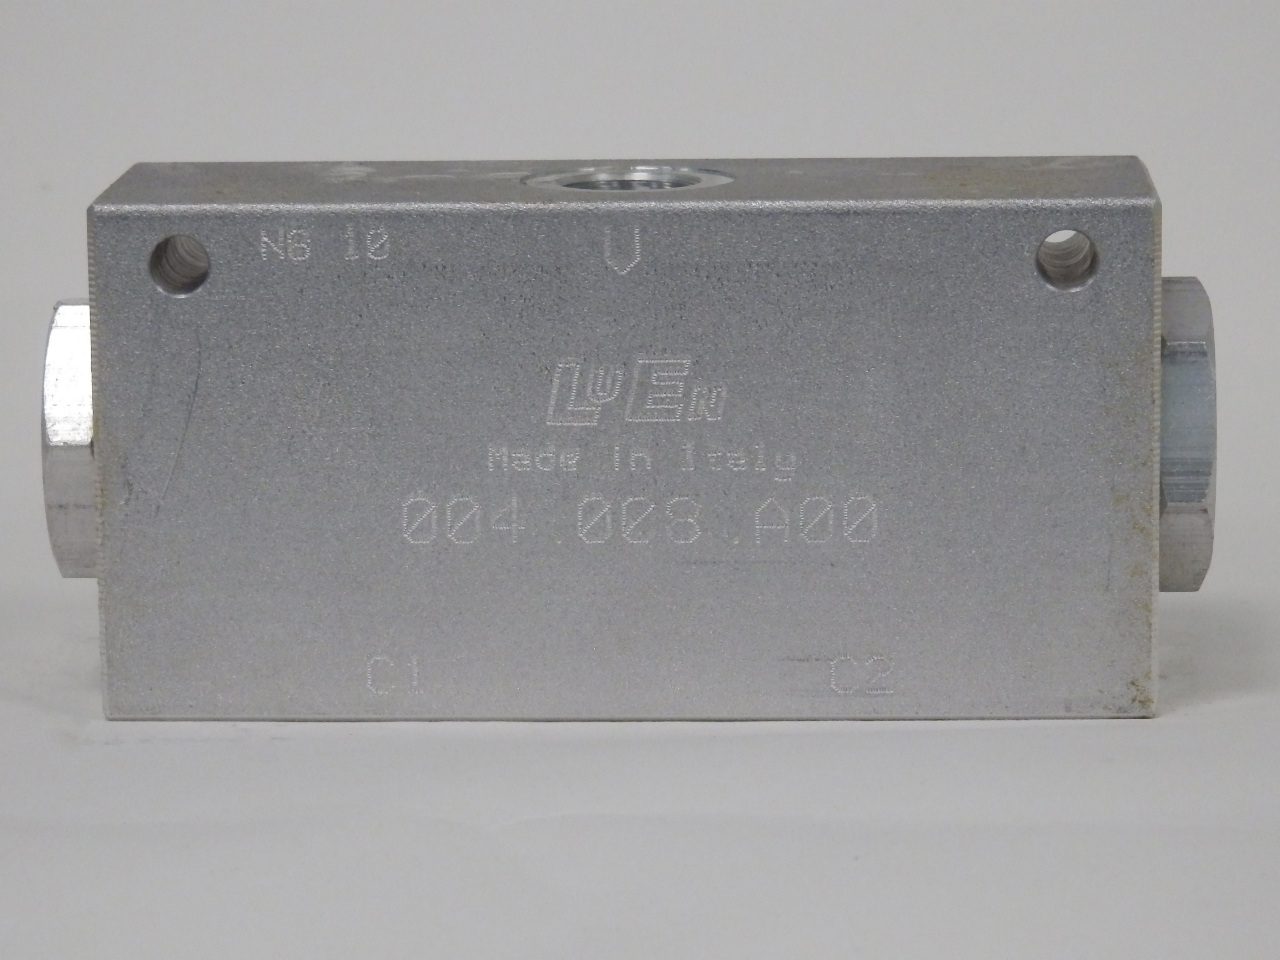 NG 10 V
LUEN
Made in Italy
004.008.A00
C1 C2